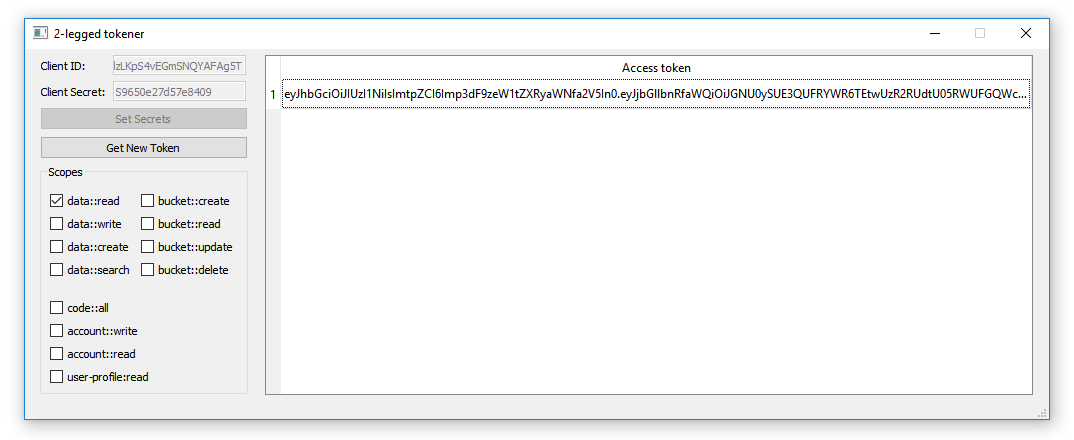 2-legged tokener
Client ID: lzLKpS4vEGmSNQYAFAg5T
Client Secret: S9650e27d57e8409
Set Secrets
Get New Token
Scopes
data::read bucket::create
data::write bucket::read
data::create bucket::update
data::search bucket::delete
code::all
account::write
account::read
user-profile:read
Access token
1 eyJhbGciOiJIUzI1NiIsImtpZCI6Imp3dF9zeW1tZXRyaWNfa2V5In0.eyJjbGllbnRfaWQiOiJGNU0ySUE3QUFRYWR6TEtwUzR2RUdtU05RWUFGQWc...